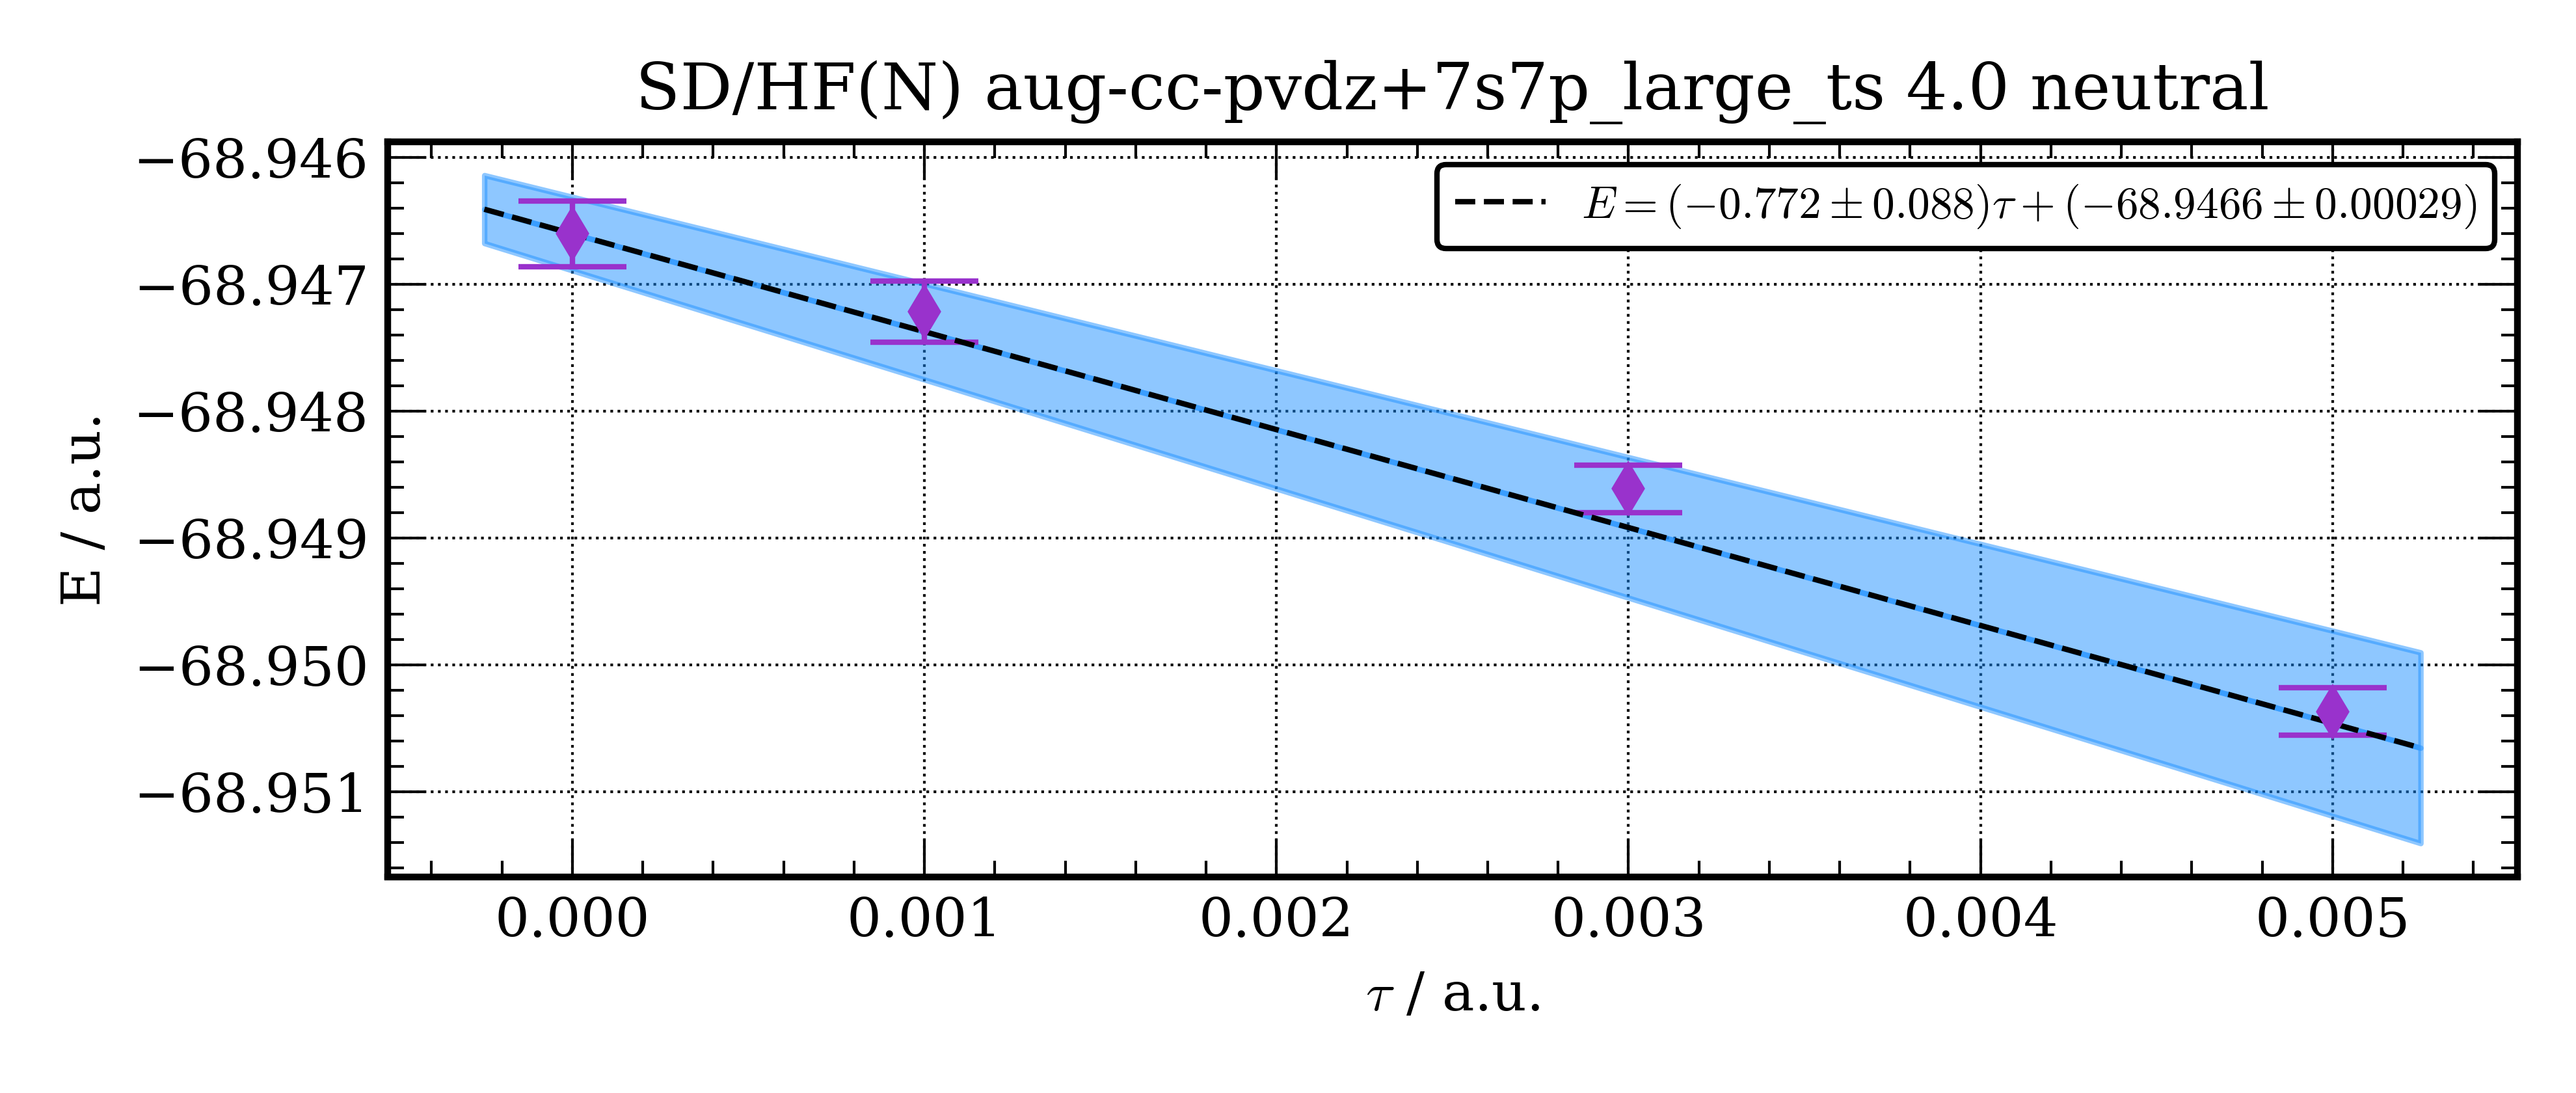 SD/HF(N) aug-cc-pvdz+7s7p_large_ts 4.0 neutral
E = (−0.772 ± 0.088)τ + (−68.9466 ± 0.00029)
−68.946
−68.947
−68.948
−68.949
−68.950
−68.951
E / a.u.
0.000 0.001 0.002 0.003 0.004 0.005
τ / a.u.